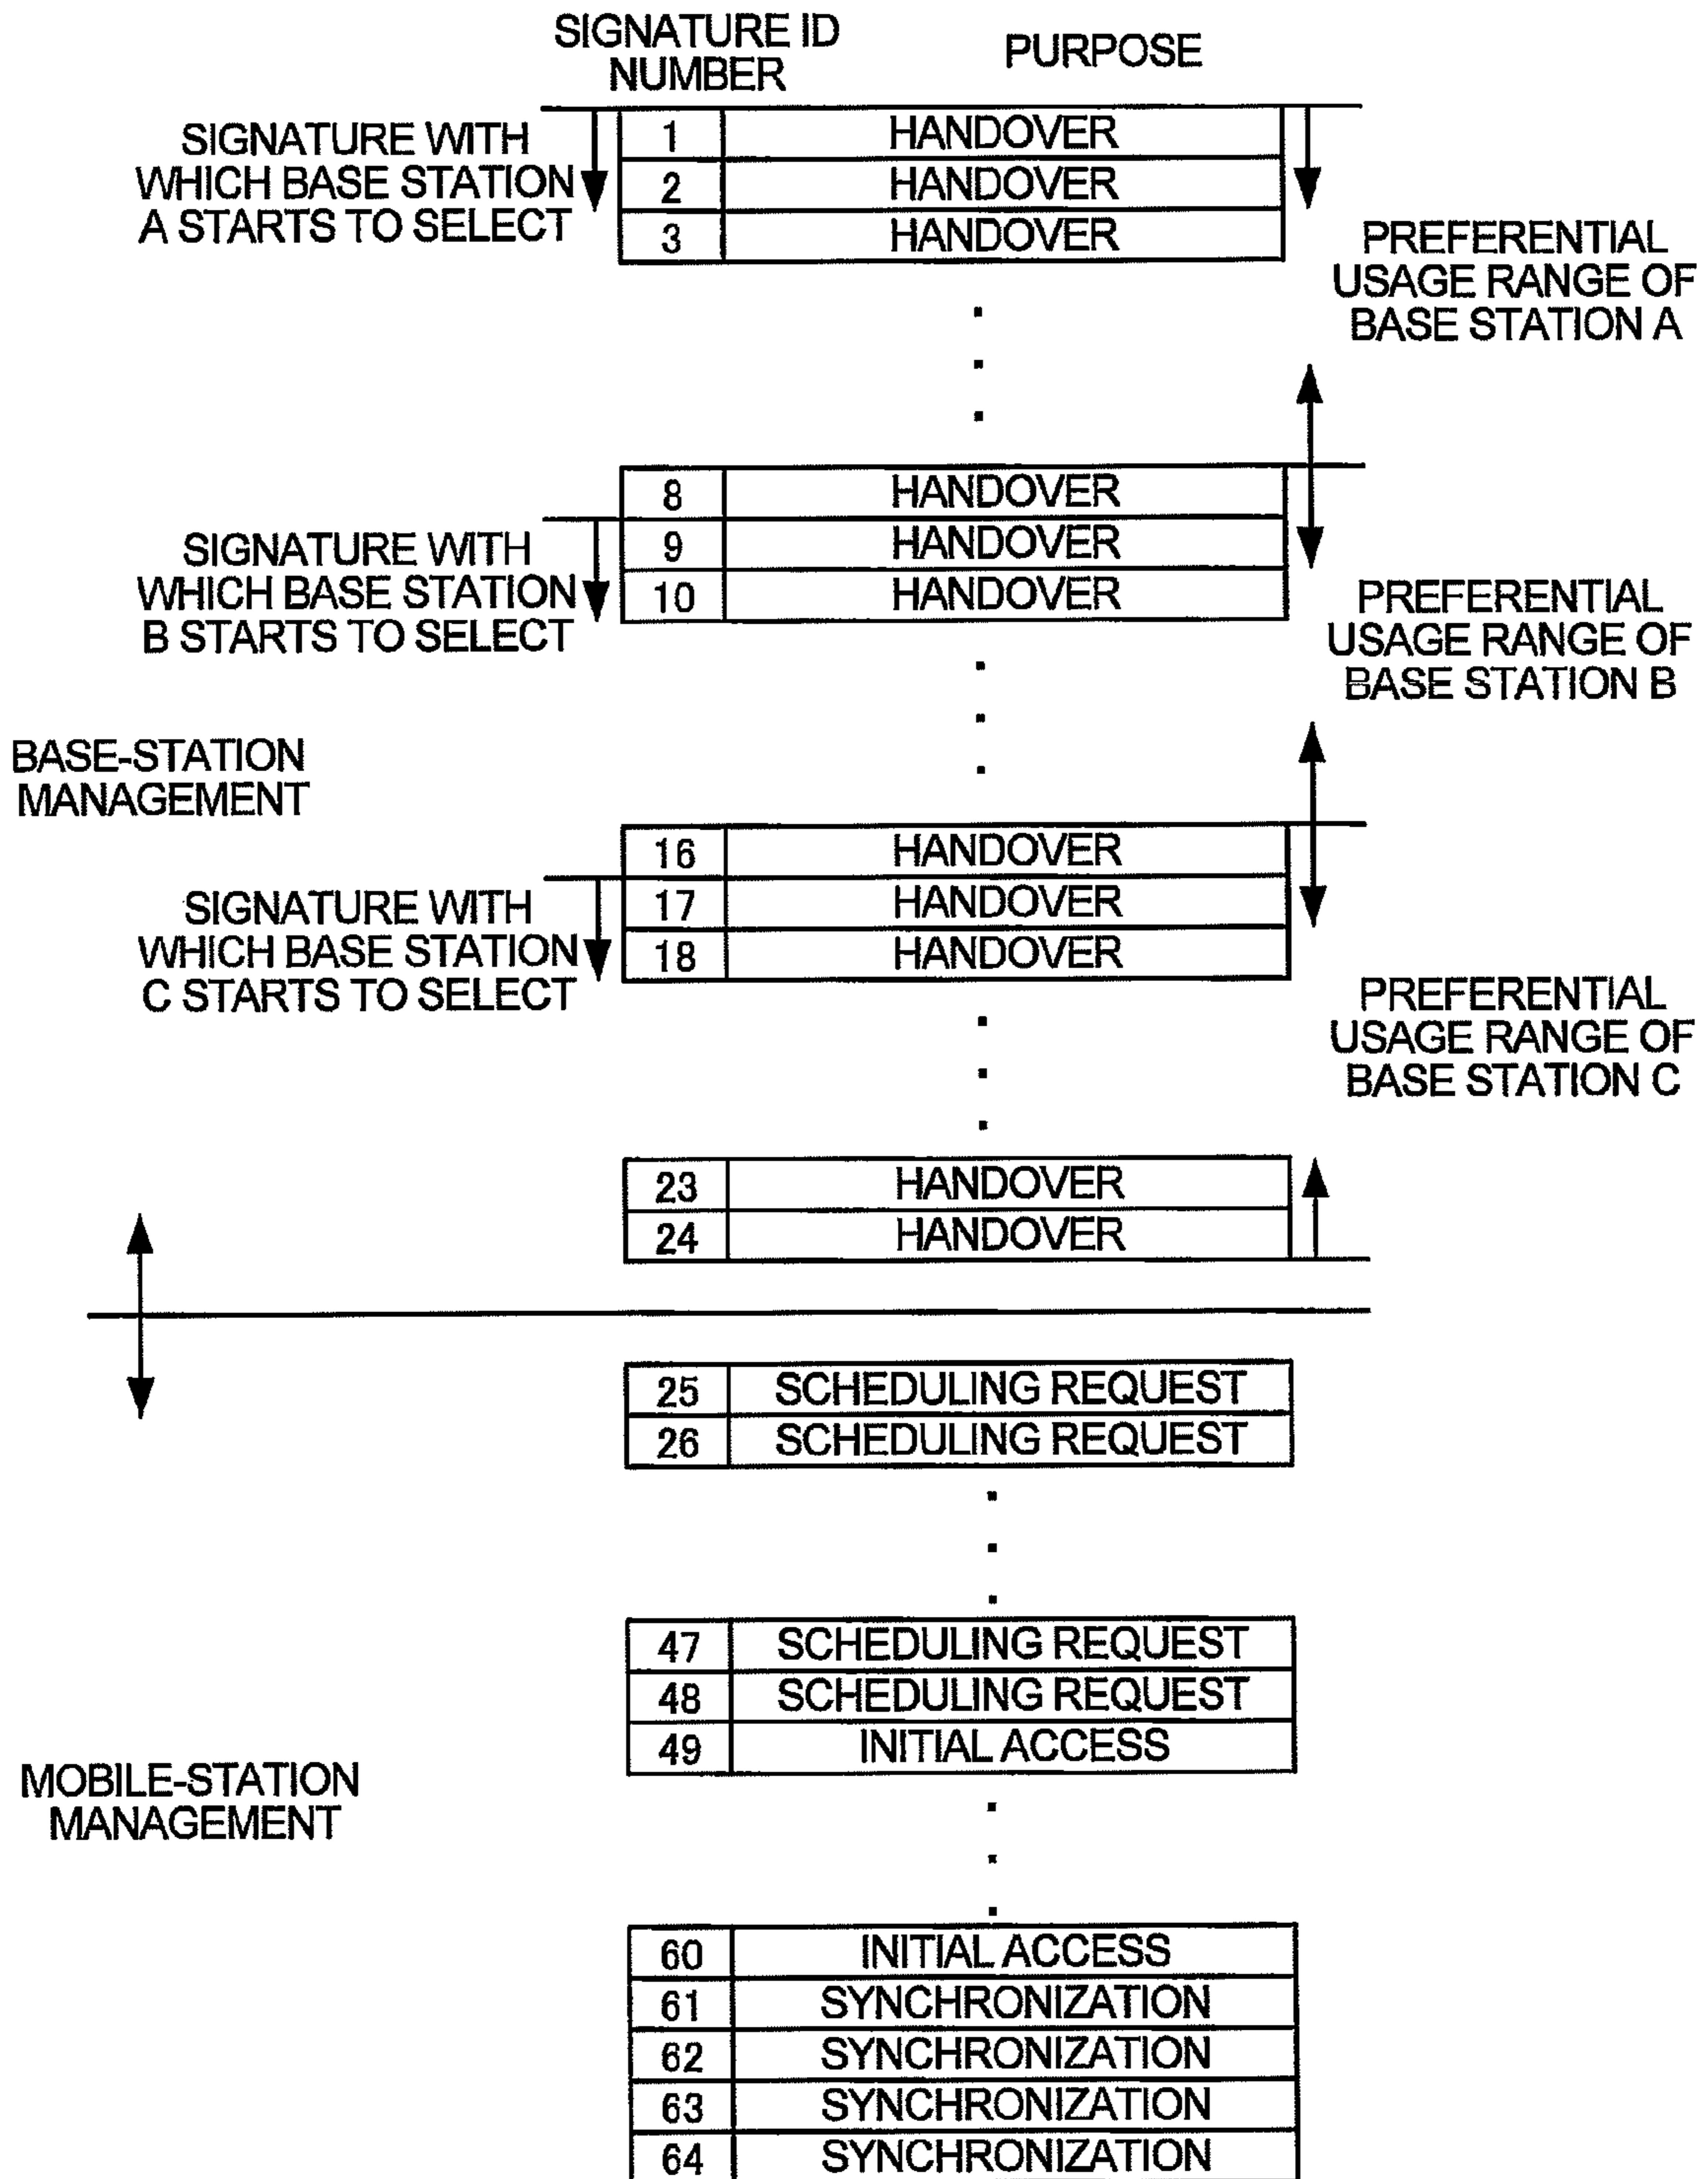 SIGNATURE ID
NUMBER
PURPOSE
SIGNATURE WITH
WHICH BASE STATION
A STARTS TO SELECT
1 HANDOVER
2 HANDOVER
3 HANDOVER
PREFERENTIAL
USAGE RANGE OF
BASE STATION A
8 HANDOVER
9 HANDOVER
10 HANDOVER
SIGNATURE WITH
WHICH BASE STATION
B STARTS TO SELECT
PREFERENTIAL
USAGE RANGE OF
BASE STATION B
BASE-STATION
MANAGEMENT
16 HANDOVER
17 HANDOVER
18 HANDOVER
SIGNATURE WITH
WHICH BASE STATION
C STARTS TO SELECT
PREFERENTIAL
USAGE RANGE OF
BASE STATION C
23 HANDOVER
24 HANDOVER
25 SCHEDULING REQUEST
26 SCHEDULING REQUEST
47 SCHEDULING REQUEST
48 SCHEDULING REQUEST
49 INITIAL ACCESS
MOBILE-STATION
MANAGEMENT
60 INITIAL ACCESS
61 SYNCHRONIZATION
62 SYNCHRONIZATION
63 SYNCHRONIZATION
64 SYNCHRONIZATION